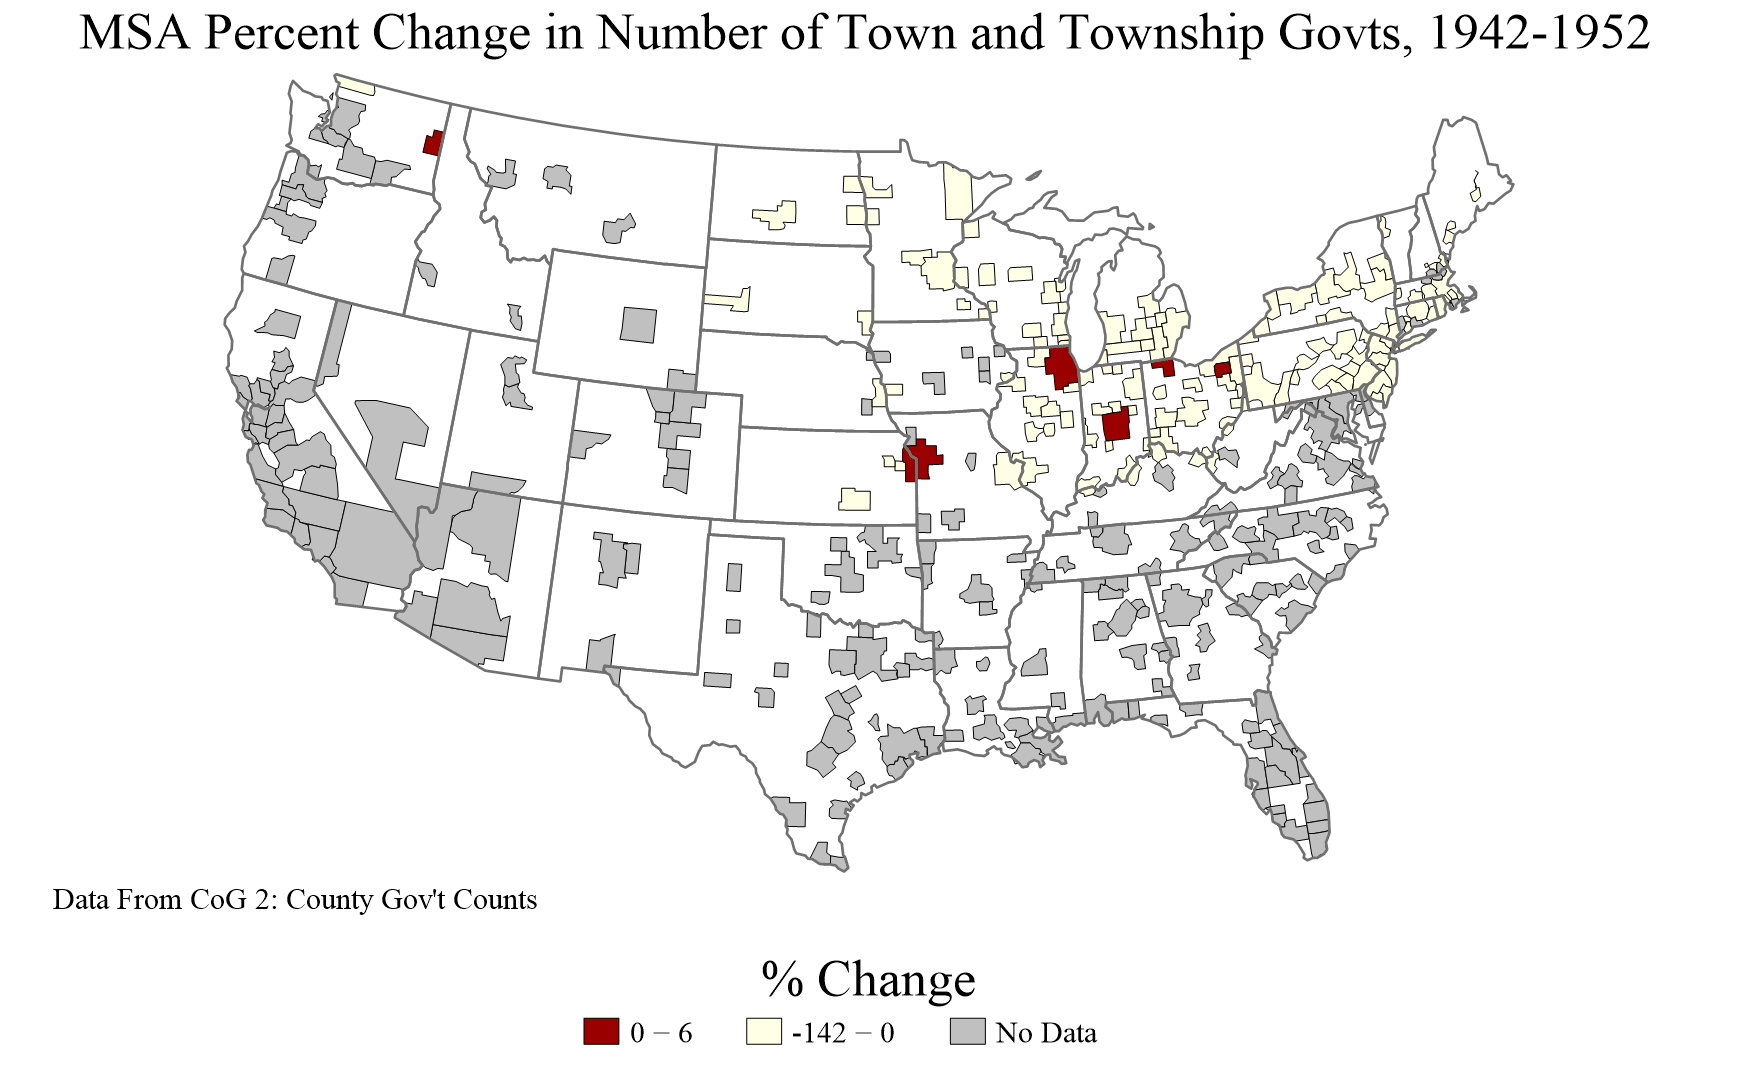 MSA Percent Change in Number of Town and Township Govts, 1942-1952
Data From CoG 2: County Gov't Counts
% Change
0 – 6
-142 – 0
No Data